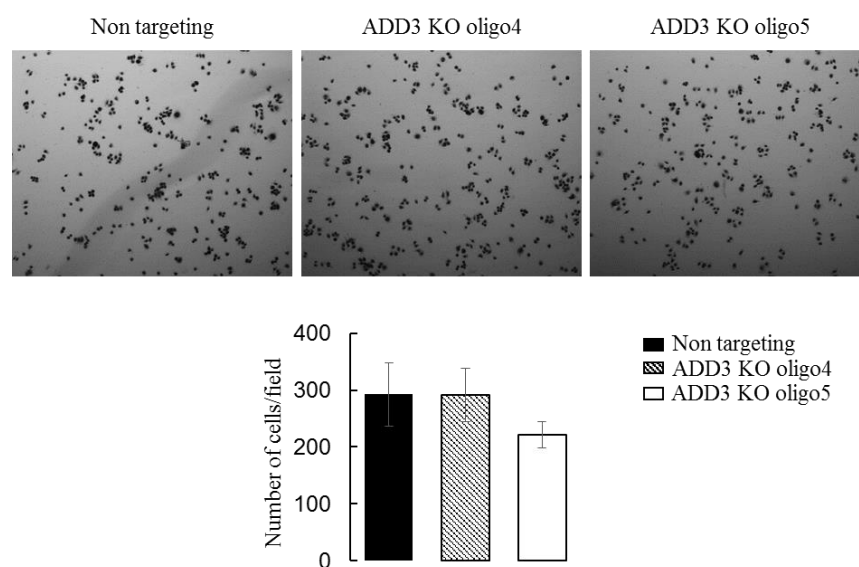 Non targeting
ADD3 KO oligo4
ADD3 KO oligo5
400
300
200
100
0
Number of cells/field
Non targeting
ADD3 KO oligo4
ADD3 KO oligo5